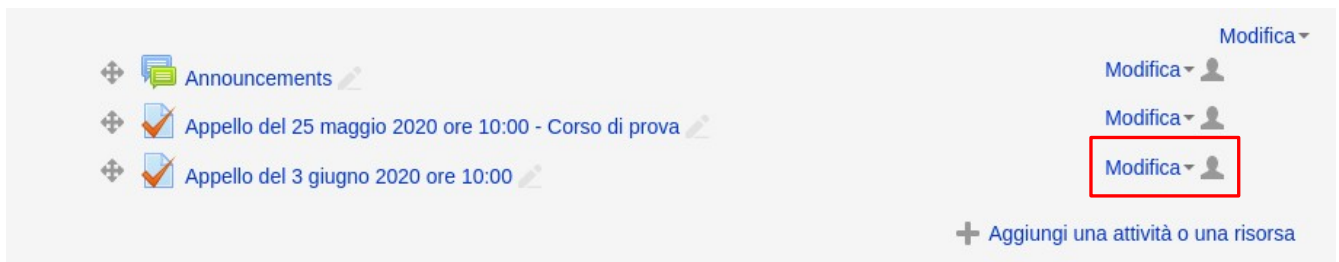 Modifica
Announcements Modifica
Appello del 25 maggio 2020 ore 10:00 - Corso di prova Modifica
Appello del 3 giugno 2020 ore 10:00 Modifica
Aggiungi una attività o una risorsa